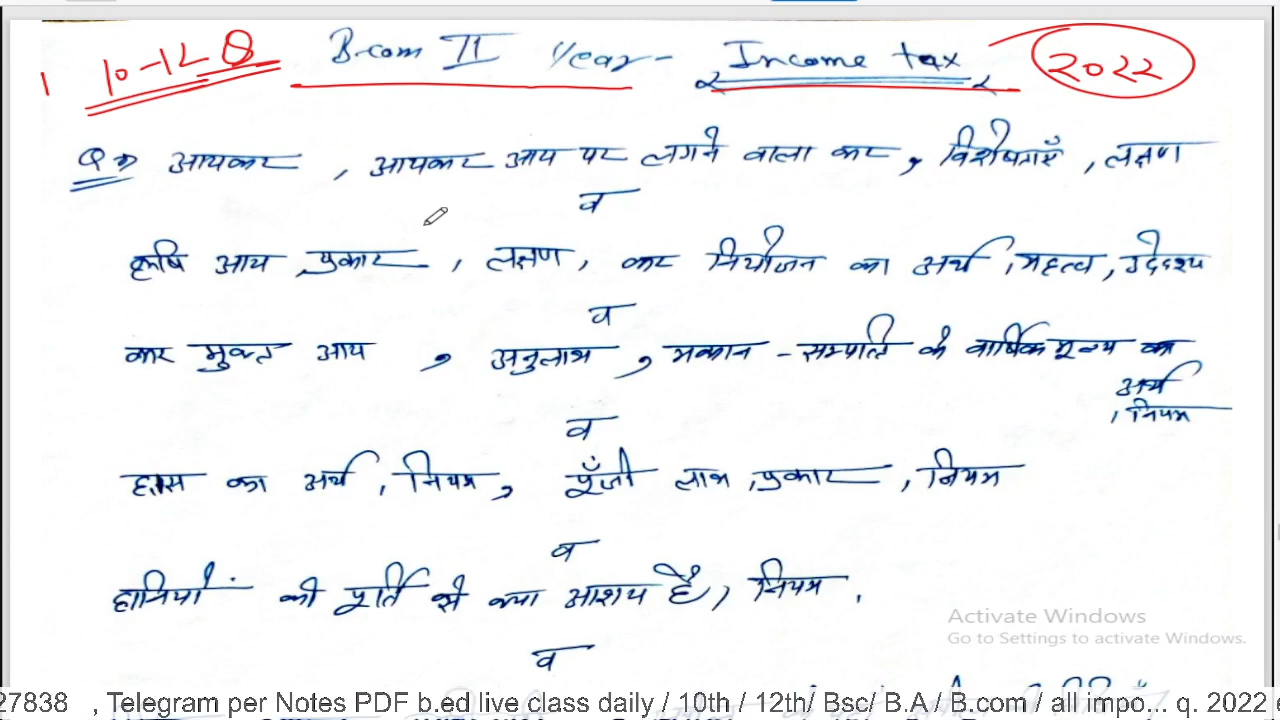 1 10-12 Q B.com II Year - Income tax 2022
Q ⇒ आयकर , आयकर आय पर लगने वाला कर , विशेषताएँ , लक्षण
व
कृषि आय प्रकार , लक्षण , कर नियोजन का अर्थ , महत्व , उद्देश्य
व
कर मुक्त आय , अनुलाभ , मकान - सम्पति के वार्षिक मूल्य का
अर्थ
, नियम
व
ह्रास का अर्थ , नियम , पूँजी लाभ , प्रकार , नियम
व
हानियों की पूर्ति से क्या आशय है , नियम .
व
Activate Windows
Go to Settings to activate Windows.
27838 , Telegram per Notes PDF b.ed live class daily / 10th / 12th/ Bsc/ B.A / B.com / all impo... q. 2022